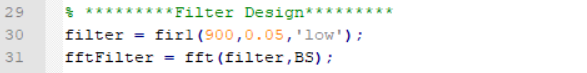 29 % *********Filter Design*********
30 filter = fir1(900,0.05,'low');
31 fftFilter = fft(filter,BS);